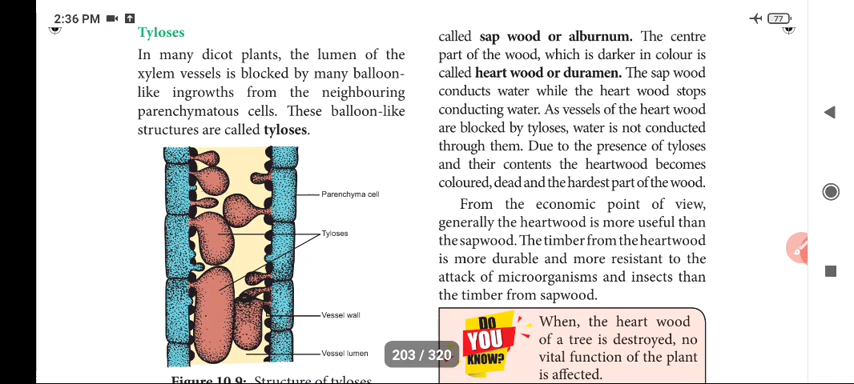 2:36 PM
77
Tyloses
In many dicot plants, the lumen of the
xylem vessels is blocked by many balloon-
like ingrowths from the neighbouring
parenchymatous cells. These balloon-like
structures are called tyloses.
Parenchyma cell
Tyloses
Vessel wall
Vessel lumen
Figure 10.9: Structure of tyloses
called sap wood or alburnum. The centre
part of the wood, which is darker in colour is
called heart wood or duramen. The sap wood
conducts water while the heart wood stops
conducting water. As vessels of the heart wood
are blocked by tyloses, water is not conducted
through them. Due to the presence of tyloses
and their contents the heartwood becomes
coloured, dead and the hardest part of the wood.
From the economic point of view,
generally the heartwood is more useful than
the sapwood. The timber from the heartwood
is more durable and more resistant to the
attack of microorganisms and insects than
the timber from sapwood.
DO
YOU
KNOW?
When, the heart wood
of a tree is destroyed, no
vital function of the plant
is affected.
203 / 320